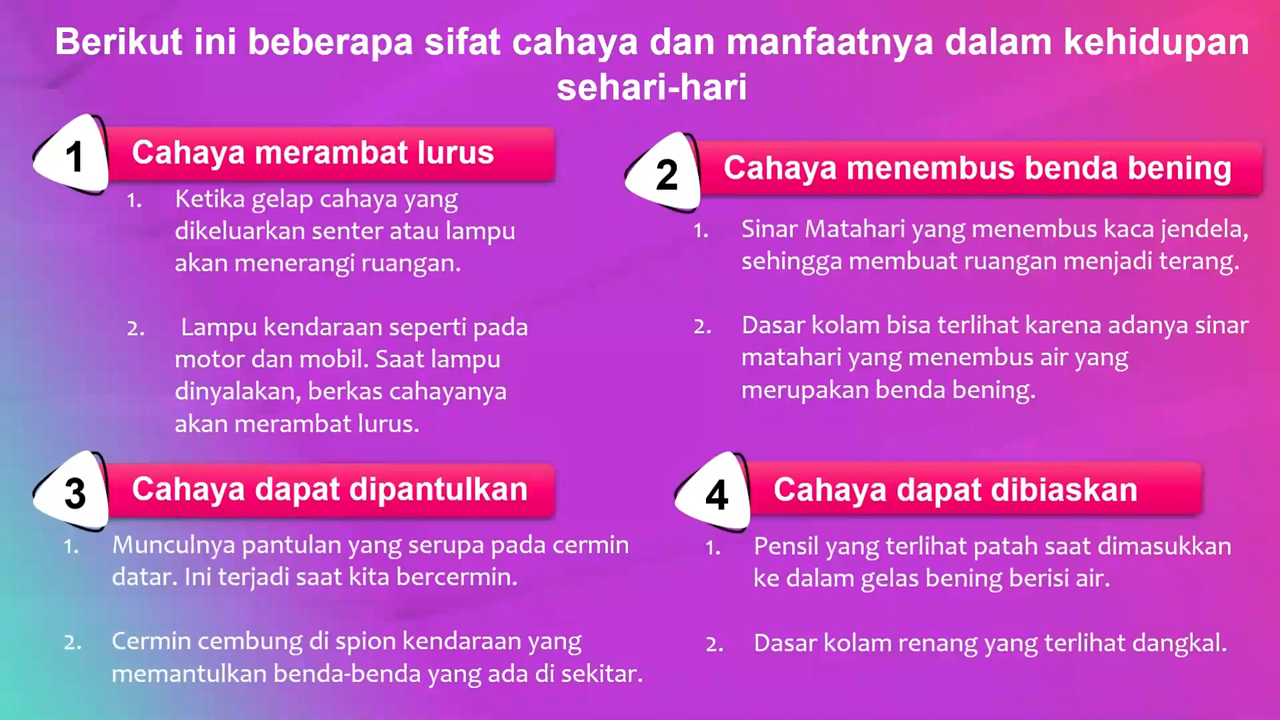 Berikut ini beberapa sifat cahaya dan manfaatnya dalam kehidupan
sehari-hari
1
Cahaya merambat lurus
1. Ketika gelap cahaya yang
dikeluarkan senter atau lampu
akan menerangi ruangan.
2. Lampu kendaraan seperti pada
motor dan mobil. Saat lampu
dinyalakan, berkas cahayanya
akan merambat lurus.
2
Cahaya menembus benda bening
1. Sinar Matahari yang menembus kaca jendela,
sehingga membuat ruangan menjadi terang.
2. Dasar kolam bisa terlihat karena adanya sinar
matahari yang menembus air yang
merupakan benda bening.
3
Cahaya dapat dipantulkan
1. Munculnya pantulan yang serupa pada cermin
datar. Ini terjadi saat kita bercermin.
2. Cermin cembung di spion kendaraan yang
memantulkan benda-benda yang ada di sekitar.
4
Cahaya dapat dibiaskan
1. Pensil yang terlihat patah saat dimasukkan
ke dalam gelas bening berisi air.
2. Dasar kolam renang yang terlihat dangkal.